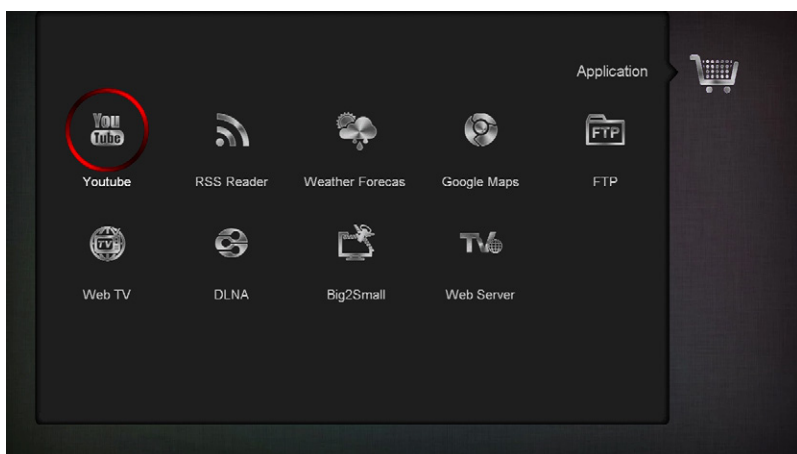 Application
You
Tube
FTP
Youtube
RSS Reader
Weather Forecas
Google Maps
FTP
TV
TV
Web TV
DLNA
Big2Small
Web Server